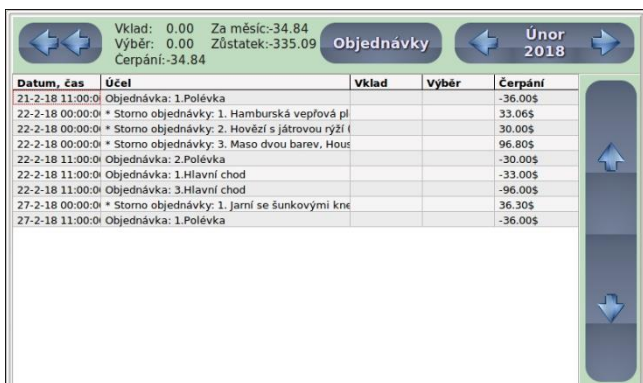 Vklad: 0.00 Za měsíc:-34.84
Výběr: 0.00 Zůstatek:-335.09
Čerpání:-34.84
Objednávky
Únor
2018
Datum, čas Účel Vklad Výběr Čerpání
21-2-18 11:00:0 Objednávka: 1.Polévka -36.00$
22-2-18 00:00:0 * Storno objednávky: 1. Hamburská vepřová pl 33.06$
22-2-18 00:00:0 * Storno objednávky: 2. Hovězí s játrovou rýží ( 30.00$
22-2-18 00:00:0 * Storno objednávky: 3. Maso dvou barev, Hous 96.80$
22-2-18 11:00:0 Objednávka: 2.Polévka -30.00$
22-2-18 11:00:0 Objednávka: 1.Hlavní chod -33.00$
22-2-18 11:00:0 Objednávka: 3.Hlavní chod -96.00$
27-2-18 00:00:0 * Storno objednávky: 1. Jarní se šunkovými kne 36.30$
27-2-18 11:00:0 Objednávka: 1.Polévka -36.00$